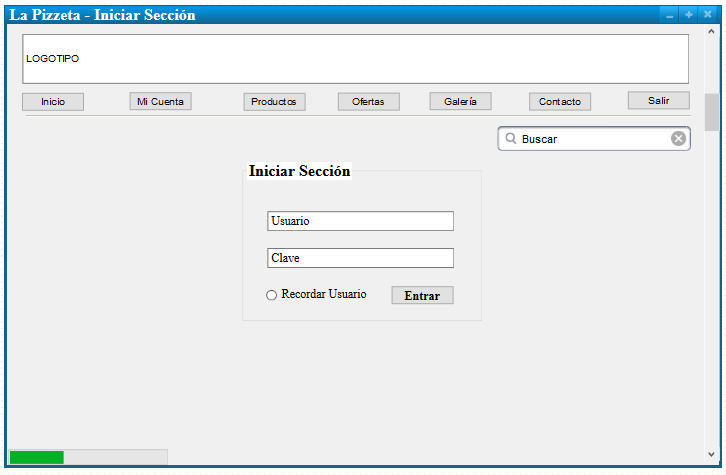 La Pizzeta - Iniciar Sección
LOGOTIPO
Inicio Mi Cuenta Productos Ofertas Galería Contacto Salir
Buscar
Iniciar Sección
Usuario
Clave
Recordar Usuario Entrar